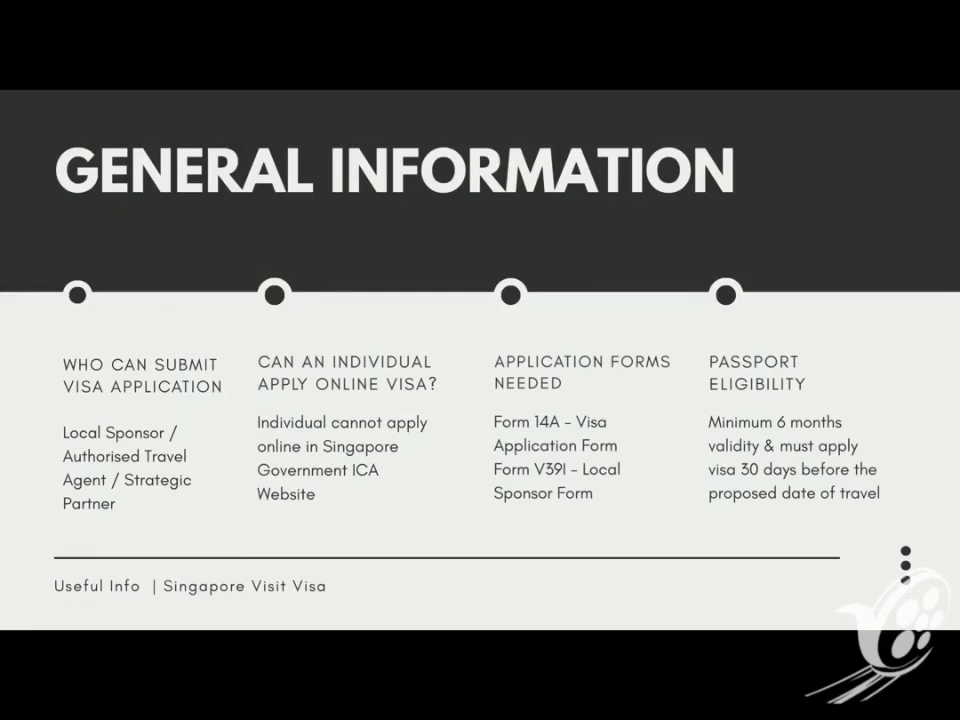 GENERAL INFORMATION
WHO CAN SUBMIT
VISA APPLICATION
Local Sponsor /
Authorised Travel
Agent / Strategic
Partner
CAN AN INDIVIDUAL
APPLY ONLINE VISA?
Individual cannot apply
online in Singapore
Government ICA
Website
APPLICATION FORMS
NEEDED
Form 14A - Visa
Application Form
Form V39I - Local
Sponsor Form
PASSPORT
ELIGIBILITY
Minimum 6 months
validity & must apply
visa 30 days before the
proposed date of travel
Useful Info | Singapore Visit Visa